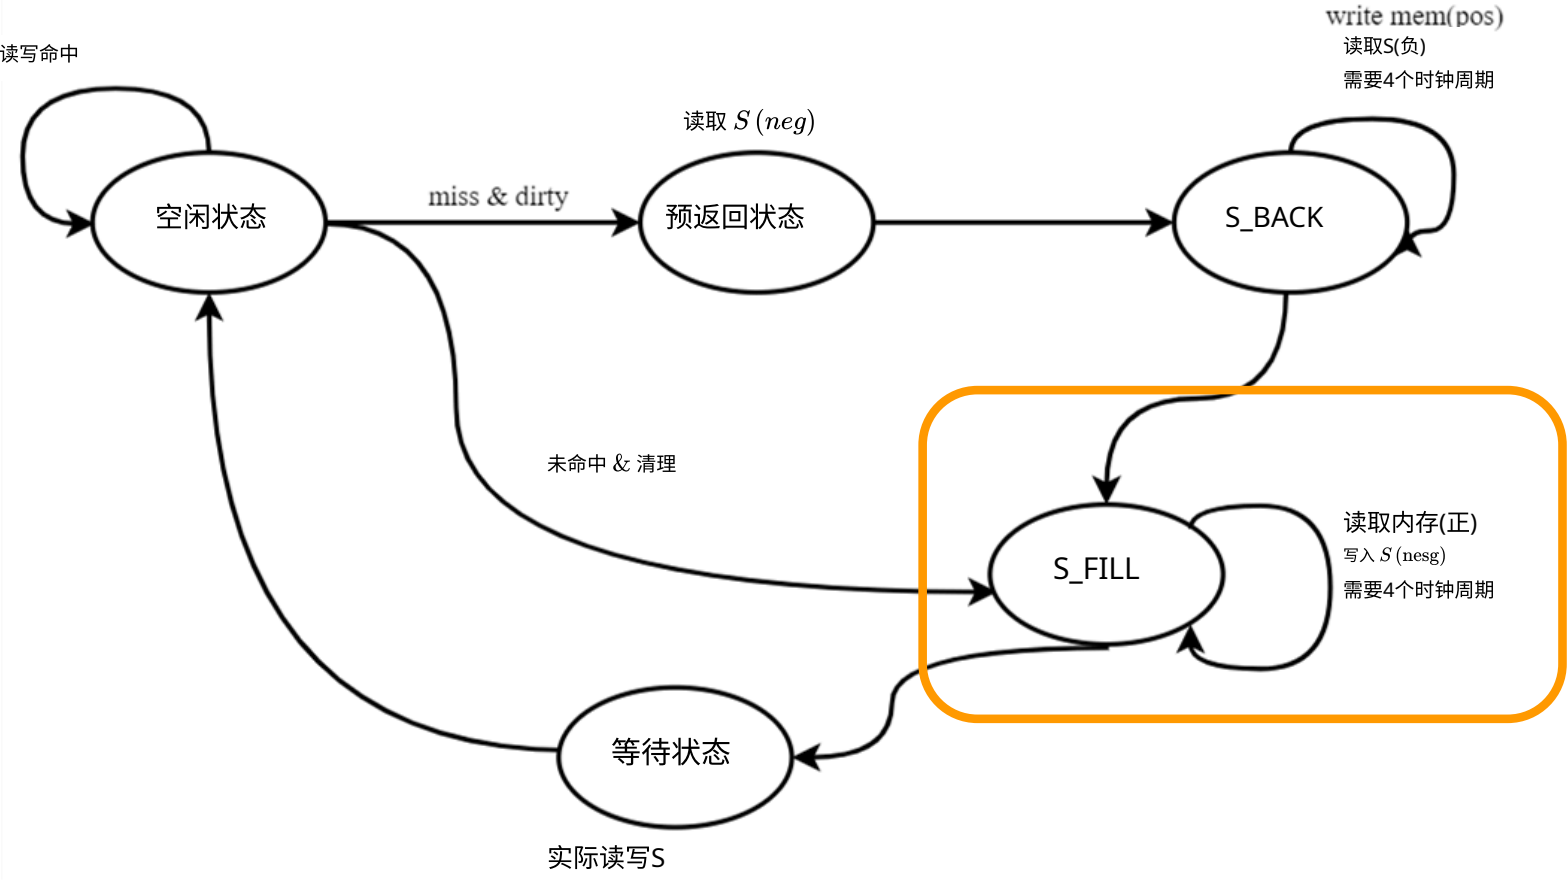 write mem(pos)
读取S(负)
需要4个时钟周期
读写命中
读取 S (neg)
miss & dirty
空闲状态
预返回状态
S_BACK
未命中 & 清理
S_FILL
读取内存(正)
写入 S (nesg)
需要4个时钟周期
等待状态
实际读写S